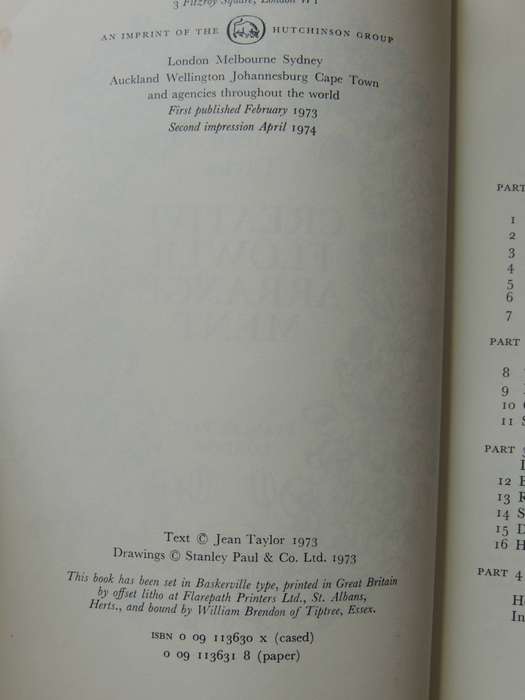 3 Fitzroy Square, London W1
AN IMPRINT OF THE HUTCHINSON GROUP
London Melbourne Sydney
Auckland Wellington Johannesburg Cape Town
and agencies throughout the world
First published February 1973
Second impression April 1974
Text © Jean Taylor 1973
Drawings © Stanley Paul & Co. Ltd. 1973
This book has been set in Baskerville type, printed in Great Britain
by offset litho at Flarepath Printers Ltd., St. Albans,
Herts., and bound by William Brendon of Tiptree, Essex.
ISBN 0 09 113630 x (cased)
0 09 113631 8 (paper)
PART
1
2
3
4
5
6
7
PART
8
9
10
11 S
PART
12
13
14 S
15 D
16 H
PART 4
H
In